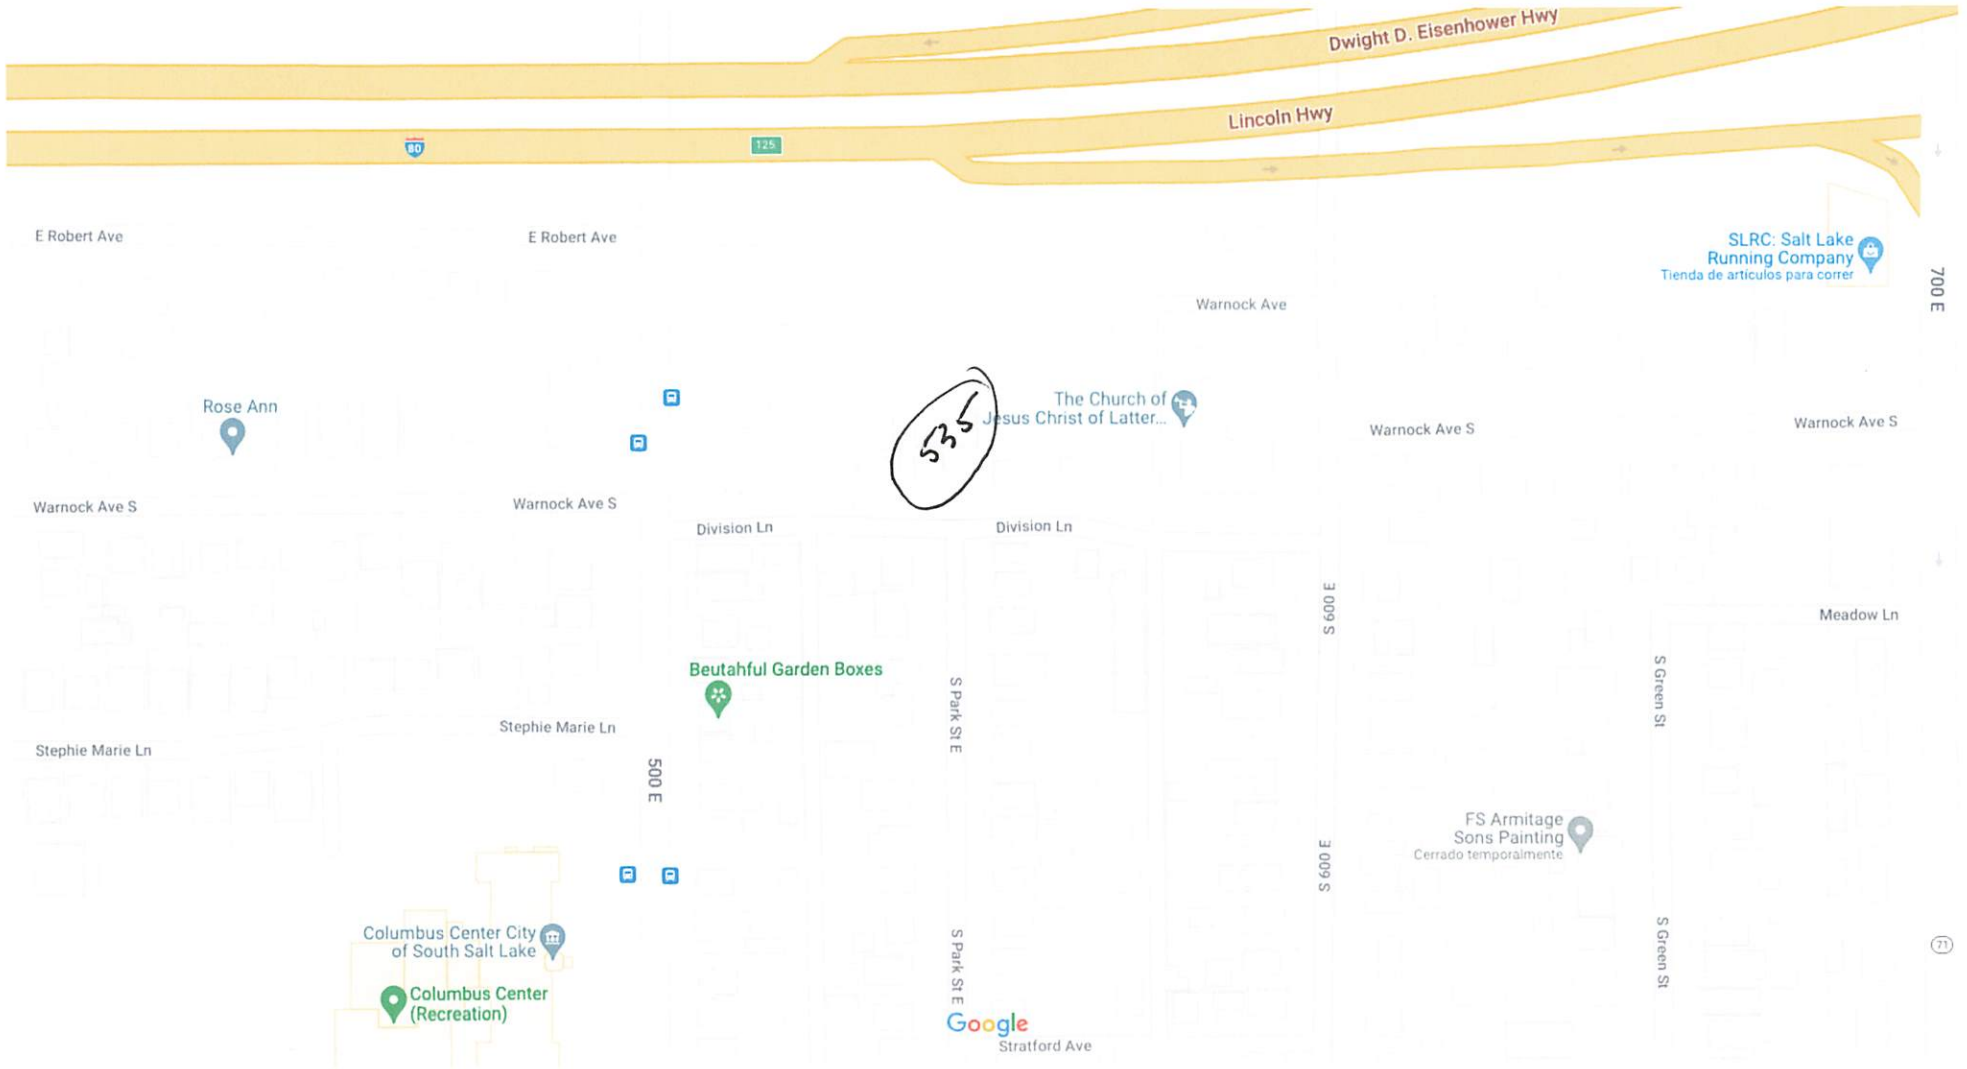 Dwight D. Eisenhower Hwy
Lincoln Hwy
80
125
E Robert Ave
E Robert Ave
SLRC: Salt Lake
Running Company
Tienda de artículos para correr
700 E
Warnock Ave
Rose Ann
535
The Church of
Jesus Christ of Latter...
Warnock Ave S
Warnock Ave S
Warnock Ave S
Warnock Ave S
Division Ln
Division Ln
S 600 E
Meadow Ln
Beutahful Garden Boxes
S Park St E
S Green St
Stephie Marie Ln
Stephie Marie Ln
500 E
FS Armitage
Sons Painting
Cerrado temporalmente
S 600 E
Columbus Center City
of South Salt Lake
S Park St E
S Green St
71
Columbus Center
(Recreation)
Google
Stratford Ave